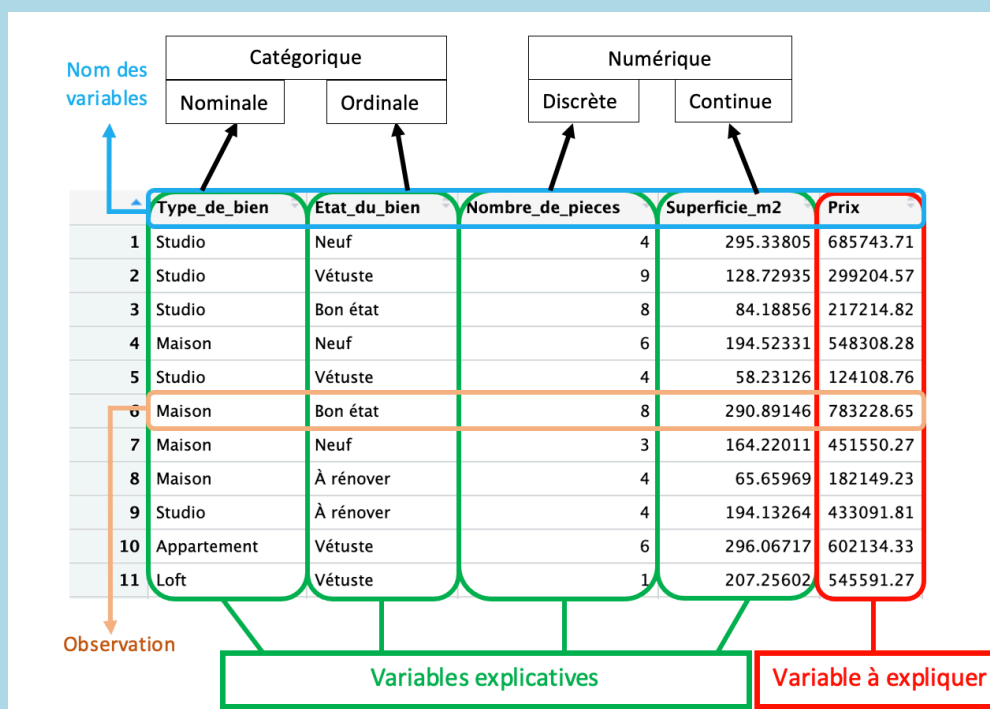 Catégorique
Numérique
Nom des
variables
Nominale
Ordinale
Discrète
Continue
Type_de_bien Etat_du_bien Nombre_de_pieces Superficie_m2 Prix
1 Studio Neuf 4 295.33805 685743.71
2 Studio Vétuste 9 128.72935 299204.57
3 Studio Bon état 8 84.18856 217214.82
4 Maison Neuf 6 194.52331 548308.28
5 Studio Vétuste 4 58.23126 124108.76
6 Maison Bon état 8 290.89146 783228.65
7 Maison Neuf 3 164.22011 451550.27
8 Maison À rénover 4 65.65969 182149.23
9 Studio À rénover 4 194.13264 433091.81
10 Appartement Vétuste 6 296.06717 602134.33
11 Loft Vétuste 1 207.25602 545591.27
Observation
Variables explicatives
Variable à expliquer